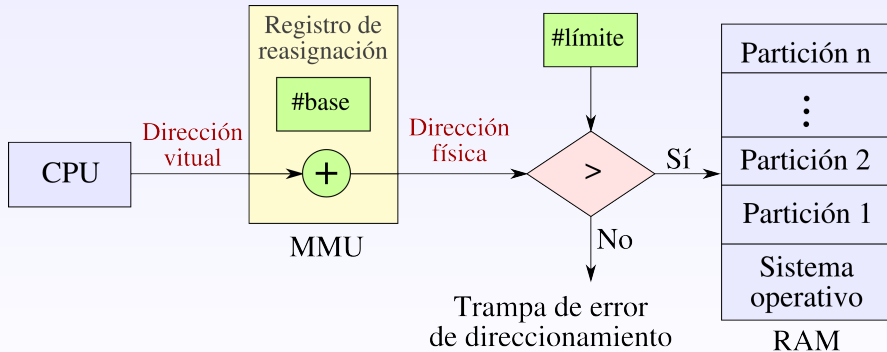 CPU
Dirección
vitual
Registro de
reasignación
#base
+
MMU
Dirección
física
#límite
>
Sí
No
Trampa de error
de direccionamiento
Partición n
⋮
Partición 2
Partición 1
Sistema
operativo
RAM